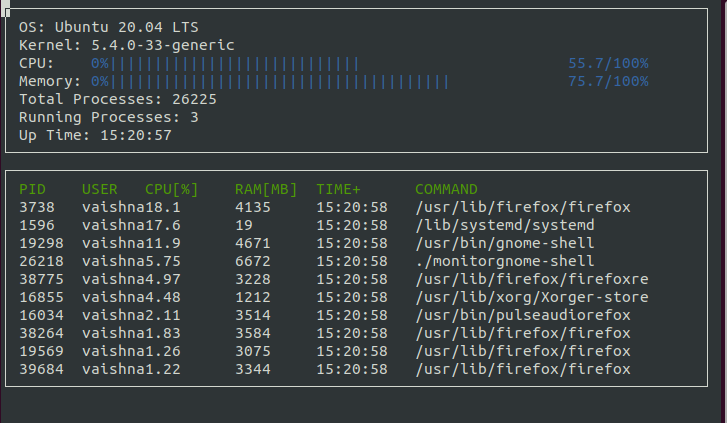 OS: Ubuntu 20.04 LTS
Kernel: 5.4.0-33-generic
CPU: 0%|||||||||||||||||||||||||||| 55.7/100%
Memory: 0%|||||||||||||||||||||||||||||||||||||| 75.7/100%
Total Processes: 26225
Running Processes: 3
Up Time: 15:20:57
PID USER CPU[%] RAM[MB] TIME+ COMMAND
3738 vaishna18.1 4135 15:20:58 /usr/lib/firefox/firefox
1596 vaishna17.6 19 15:20:58 /lib/systemd/systemd
19298 vaishna11.9 4671 15:20:58 /usr/bin/gnome-shell
26218 vaishna5.75 6672 15:20:58 ./monitorgnome-shell
38775 vaishna4.97 3228 15:20:58 /usr/lib/firefox/firefoxre
16855 vaishna4.48 1212 15:20:58 /usr/lib/xorg/Xorger-store
16034 vaishna2.11 3514 15:20:58 /usr/bin/pulseaudiorefox
38264 vaishna1.83 3584 15:20:58 /usr/lib/firefox/firefox
19569 vaishna1.26 3075 15:20:58 /usr/lib/firefox/firefox
39684 vaishna1.22 3344 15:20:58 /usr/lib/firefox/firefox